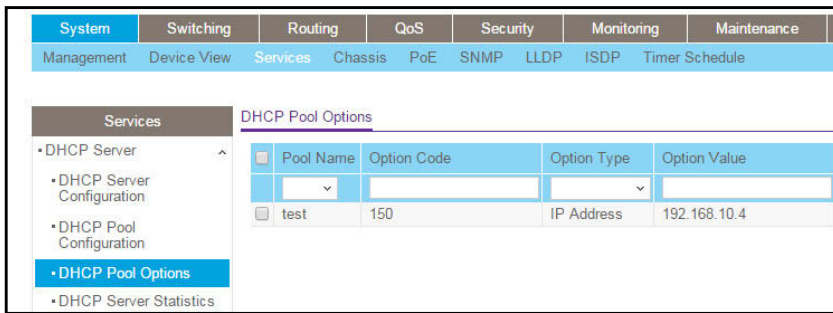 System Switching Routing QoS Security Monitoring Maintenance
Management Device View Services Chassis PoE SNMP LLDP ISDP Timer Schedule
Services
DHCP Pool Options
DHCP Server
DHCP Server
Configuration
DHCP Pool
Configuration
DHCP Pool Options
DHCP Server Statistics
Pool Name Option Code Option Type Option Value
test 150 IP Address 192.168.10.4